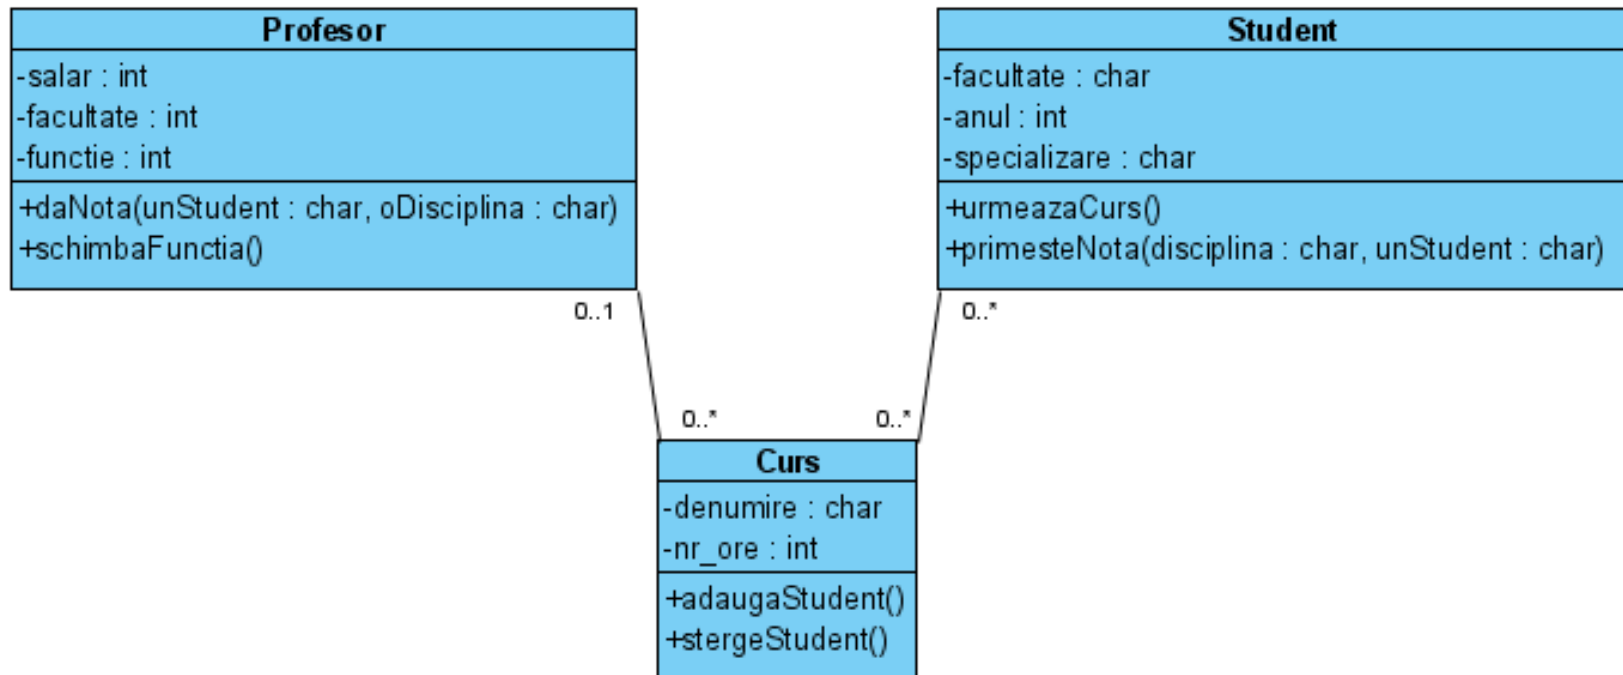 Profesor
-salar : int
-facultate : int
-functie : int
+daNota(unStudent : char, oDisciplina : char)
+schimbaFunctia()
Student
-facultate : char
-anul : int
-specializare : char
+urmeazaCurs()
+primesteNota(disciplina : char, unStudent : char)
0..1
0..*
0..*
0..*
Curs
-denumire : char
-nr_ore : int
+adaugaStudent()
+stergeStudent()